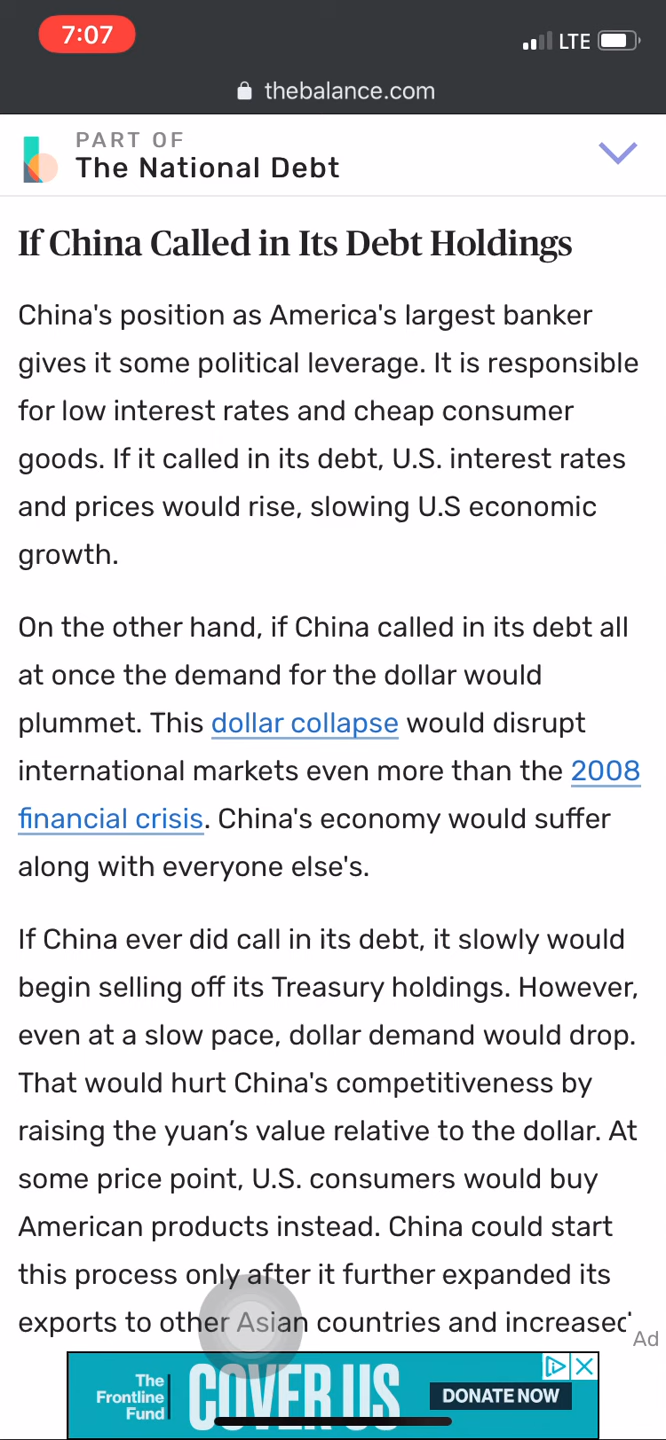 7:07
LTE
thebalance.com
PART OF
The National Debt
If China Called in Its Debt Holdings
China's position as America's largest banker
gives it some political leverage. It is responsible
for low interest rates and cheap consumer
goods. If it called in its debt, U.S. interest rates
and prices would rise, slowing U.S economic
growth.
On the other hand, if China called in its debt all
at once the demand for the dollar would
plummet. This dollar collapse would disrupt
international markets even more than the 2008
financial crisis. China's economy would suffer
along with everyone else's.
If China ever did call in its debt, it slowly would
begin selling off its Treasury holdings. However,
even at a slow pace, dollar demand would drop.
That would hurt China's competitiveness by
raising the yuan’s value relative to the dollar. At
some price point, U.S. consumers would buy
American products instead. China could start
this process only after it further expanded its
exports to other Asian countries and increased
Ad
The
Frontline
Fund
COVER US
DONATE NOW